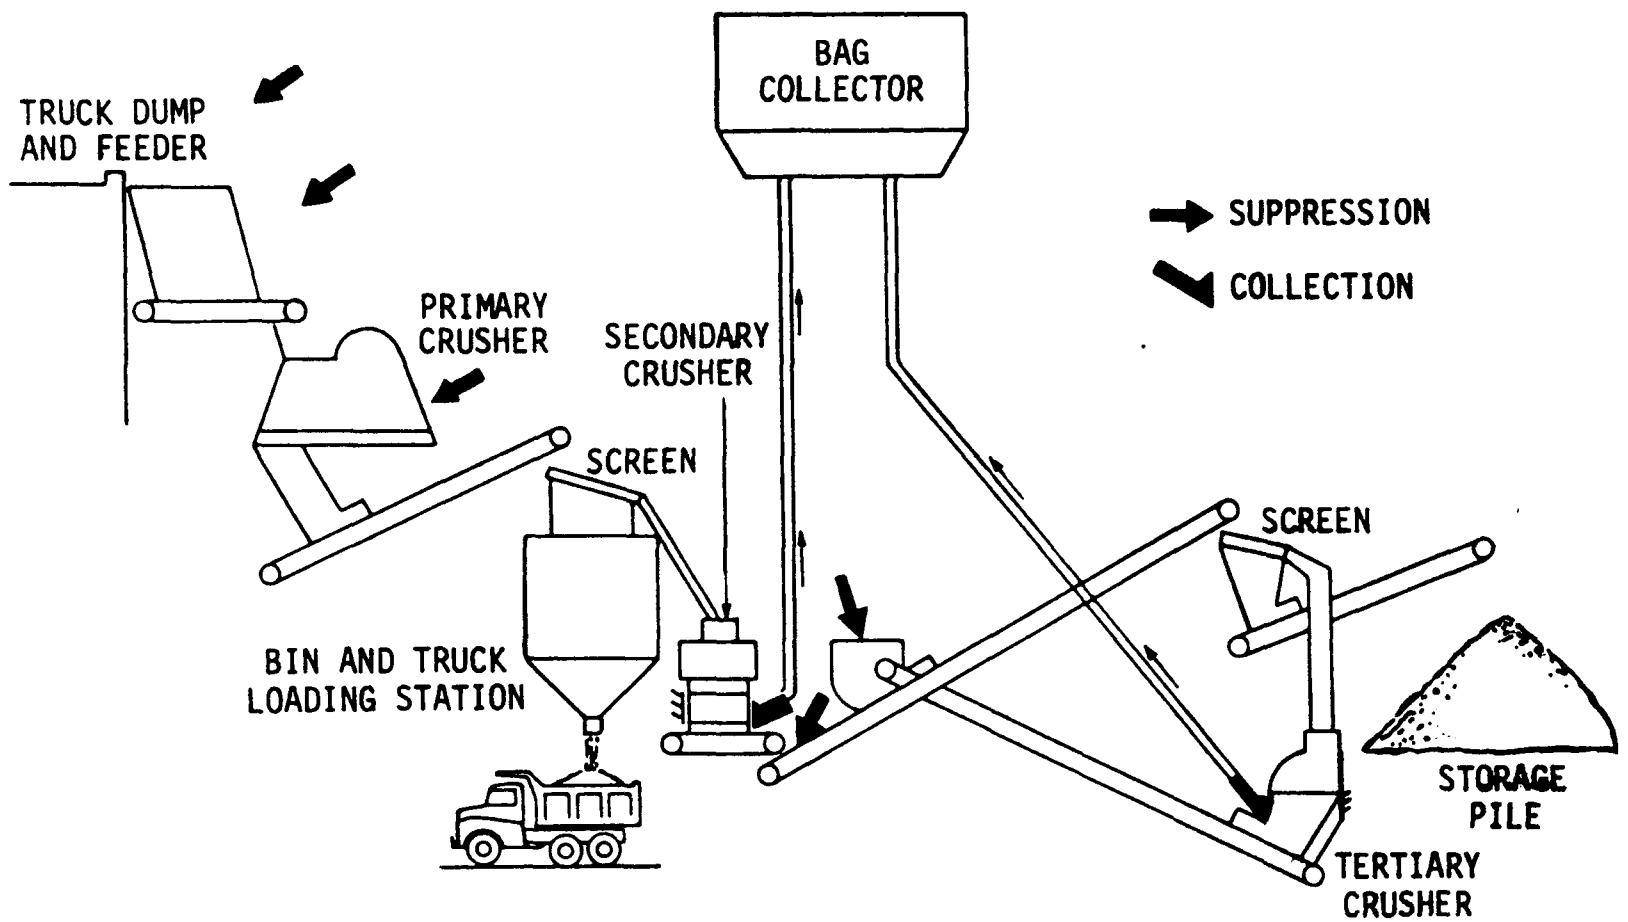 BAG
COLLECTOR
TRUCK DUMP
AND FEEDER
SUPPRESSION
COLLECTION
PRIMARY
CRUSHER
SECONDARY
CRUSHER
SCREEN
SCREEN
BIN AND TRUCK
LOADING STATION
STORAGE
PILE
TERTIARY
CRUSHER